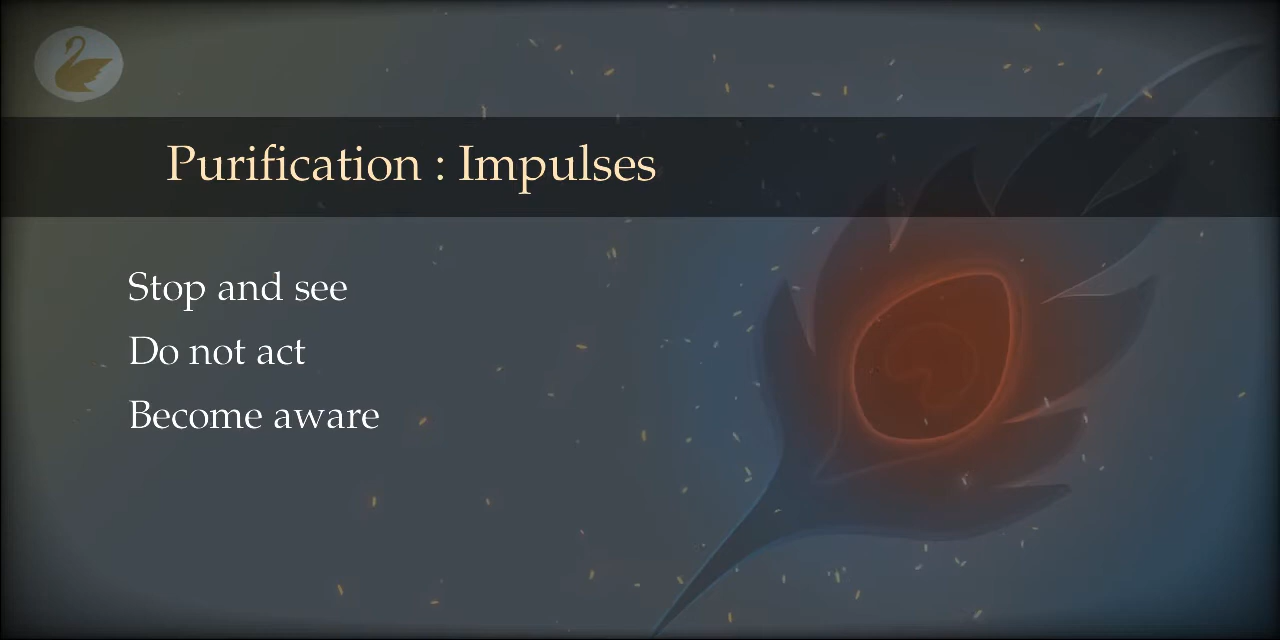 Purification : Impulses
Stop and see
Do not act
Become aware